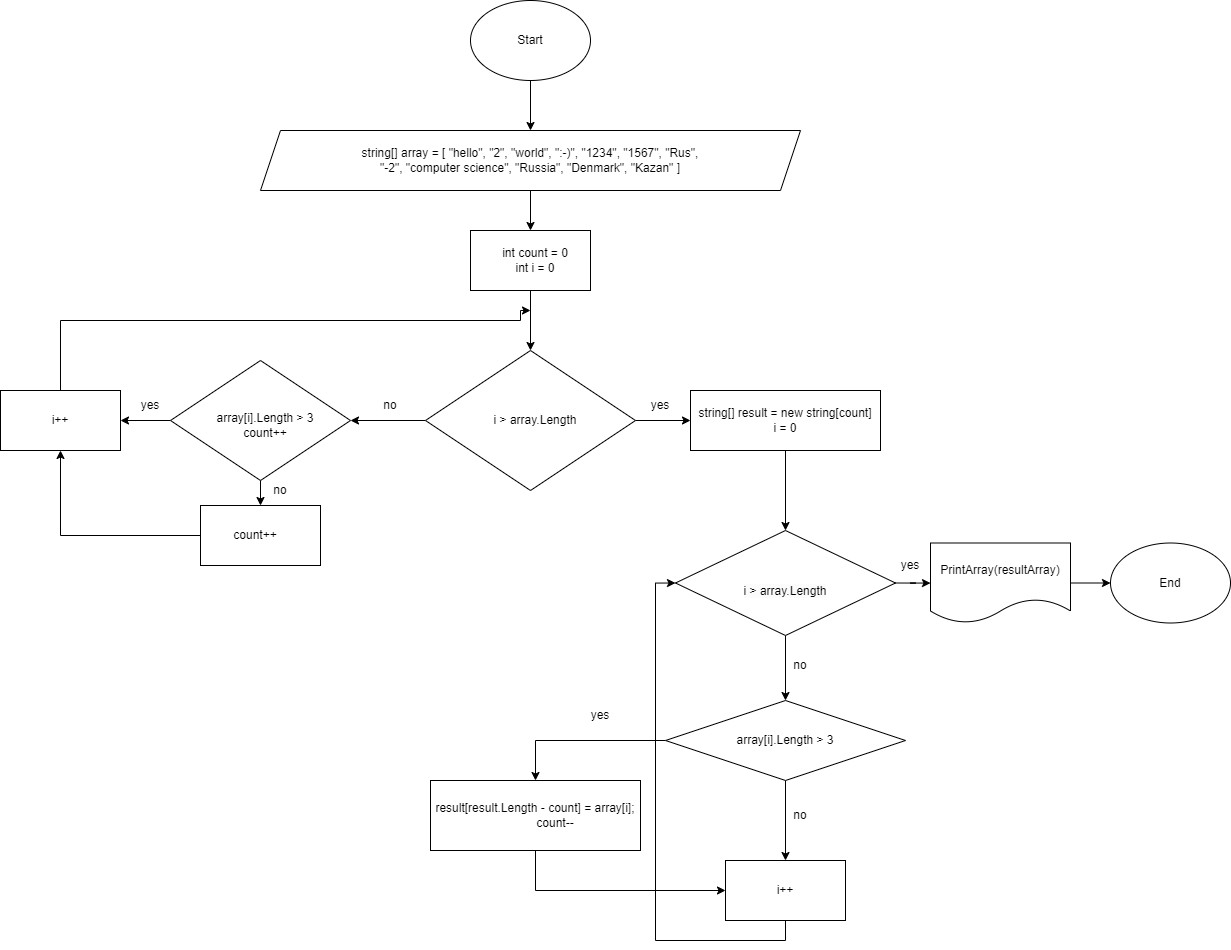 Start
string[] array = [ "hello", "2", "world", ":-)", "1234", "1567", "Rus",
"-2", "computer science", "Russia", "Denmark", "Kazan" ]
int count = 0
int i = 0
i > array.Length
no
yes
array[i].Length > 3
count++
yes
no
i++
count++
string[] result = new string[count]
i = 0
i > array.Length
yes
PrintArray(resultArray)
End
no
array[i].Length > 3
yes
result[result.Length - count] = array[i];
count--
no
i++